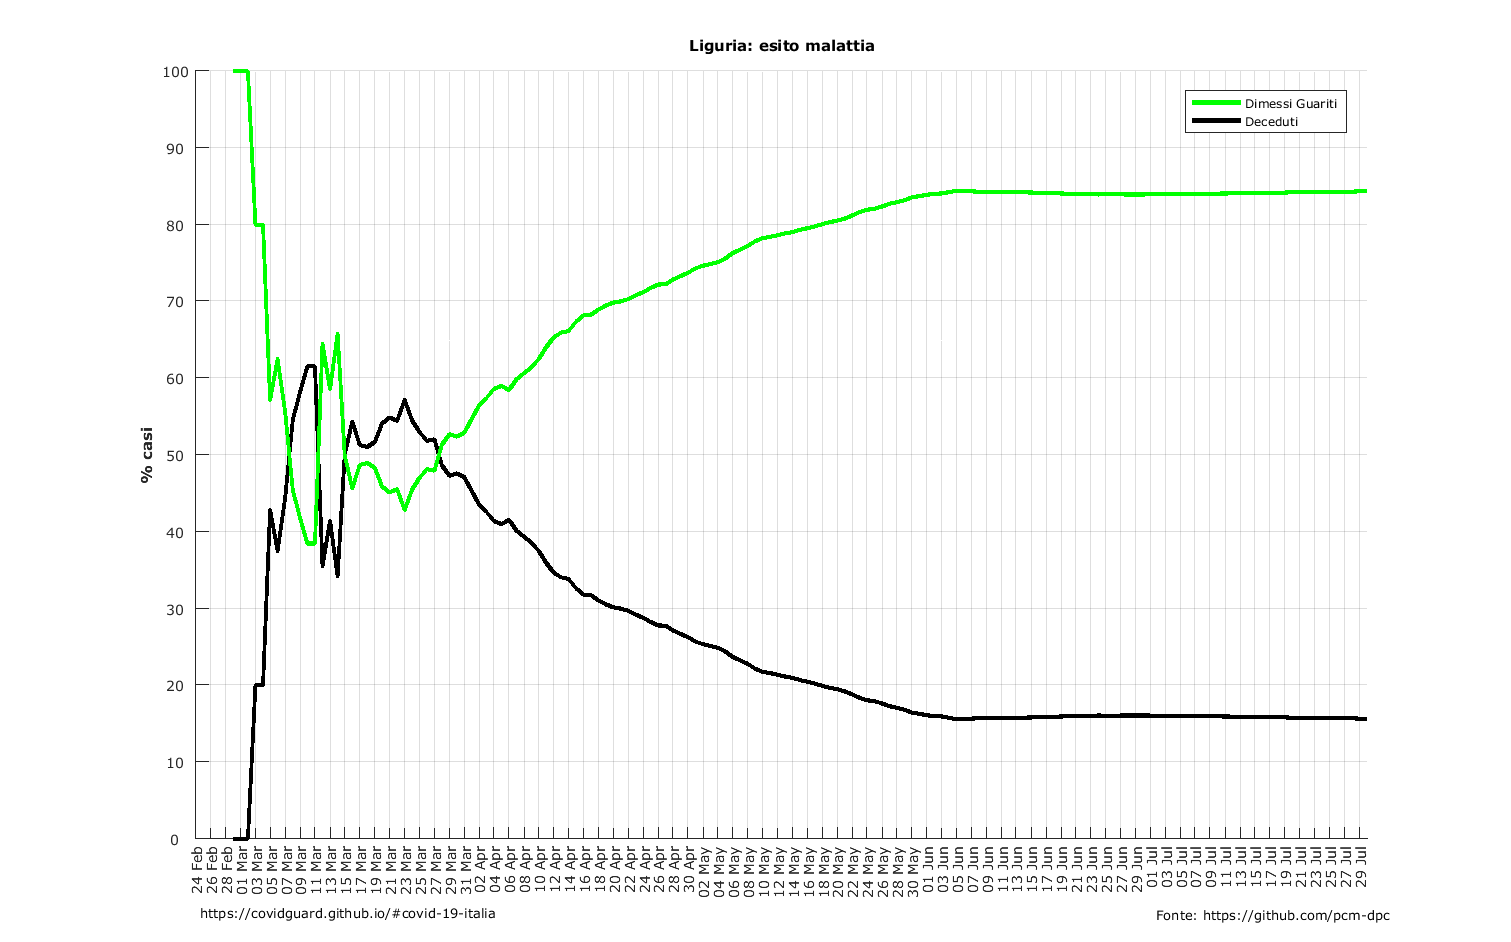 Liguria: esito malattia
Dimessi Guariti
Deceduti
% casi
100
90
80
70
60
50
40
30
20
10
0
24 Feb
26 Feb
28 Feb
01 Mar
03 Mar
05 Mar
07 Mar
09 Mar
11 Mar
13 Mar
15 Mar
17 Mar
19 Mar
21 Mar
23 Mar
25 Mar
27 Mar
29 Mar
31 Mar
02 Apr
04 Apr
06 Apr
08 Apr
10 Apr
12 Apr
14 Apr
16 Apr
18 Apr
20 Apr
22 Apr
24 Apr
26 Apr
28 Apr
30 Apr
02 May
04 May
06 May
08 May
10 May
12 May
14 May
16 May
18 May
20 May
22 May
24 May
26 May
28 May
30 May
01 Jun
03 Jun
05 Jun
07 Jun
09 Jun
11 Jun
13 Jun
15 Jun
17 Jun
19 Jun
21 Jun
23 Jun
25 Jun
27 Jun
29 Jun
01 Jul
03 Jul
05 Jul
07 Jul
09 Jul
11 Jul
13 Jul
15 Jul
17 Jul
19 Jul
21 Jul
23 Jul
25 Jul
27 Jul
29 Jul
https://covidguard.github.io/#covid-19-italia
Fonte: https://github.com/pcm-dpc